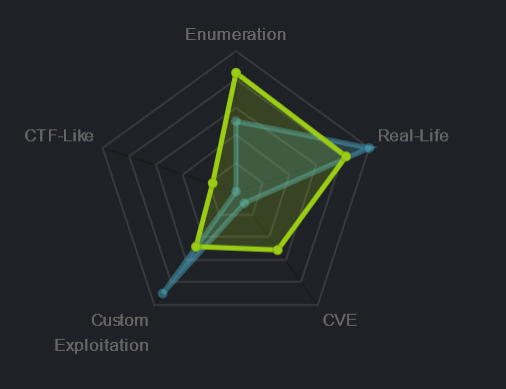 Enumeration
CTF-Like
Real-Life
Custom
Exploitation
CVE